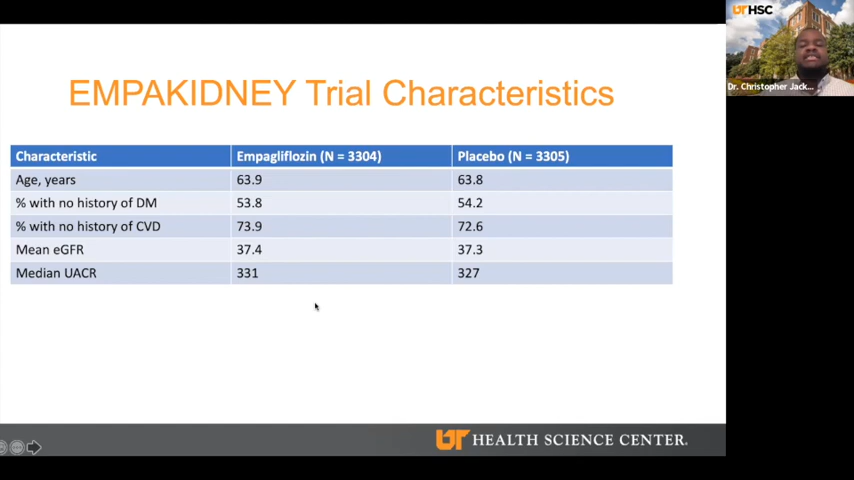 EMPAKIDNEY Trial Characteristics
Characteristic Empagliflozin (N = 3304) Placebo (N = 3305)
Age, years 63.9 63.8
% with no history of DM 53.8 54.2
% with no history of CVD 73.9 72.6
Mean eGFR 37.4 37.3
Median UACR 331 327
UT HEALTH SCIENCE CENTER.
UTHSC
Dr. Christopher Jack...